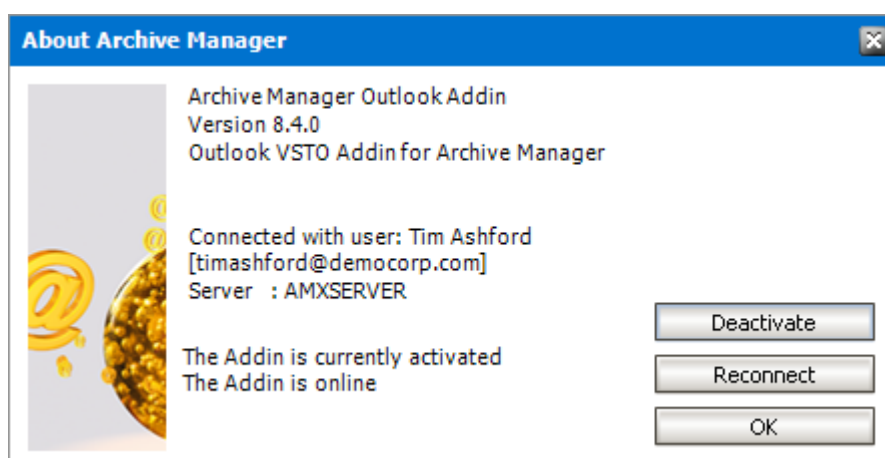 About Archive Manager
Archive Manager Outlook Addin
Version 8.4.0
Outlook VSTO Addin for Archive Manager
Connected with user: Tim Ashford
[timashford@democorp.com]
Server : AMXSERVER
Deactivate
The Addin is currently activated
The Addin is online
Reconnect
OK